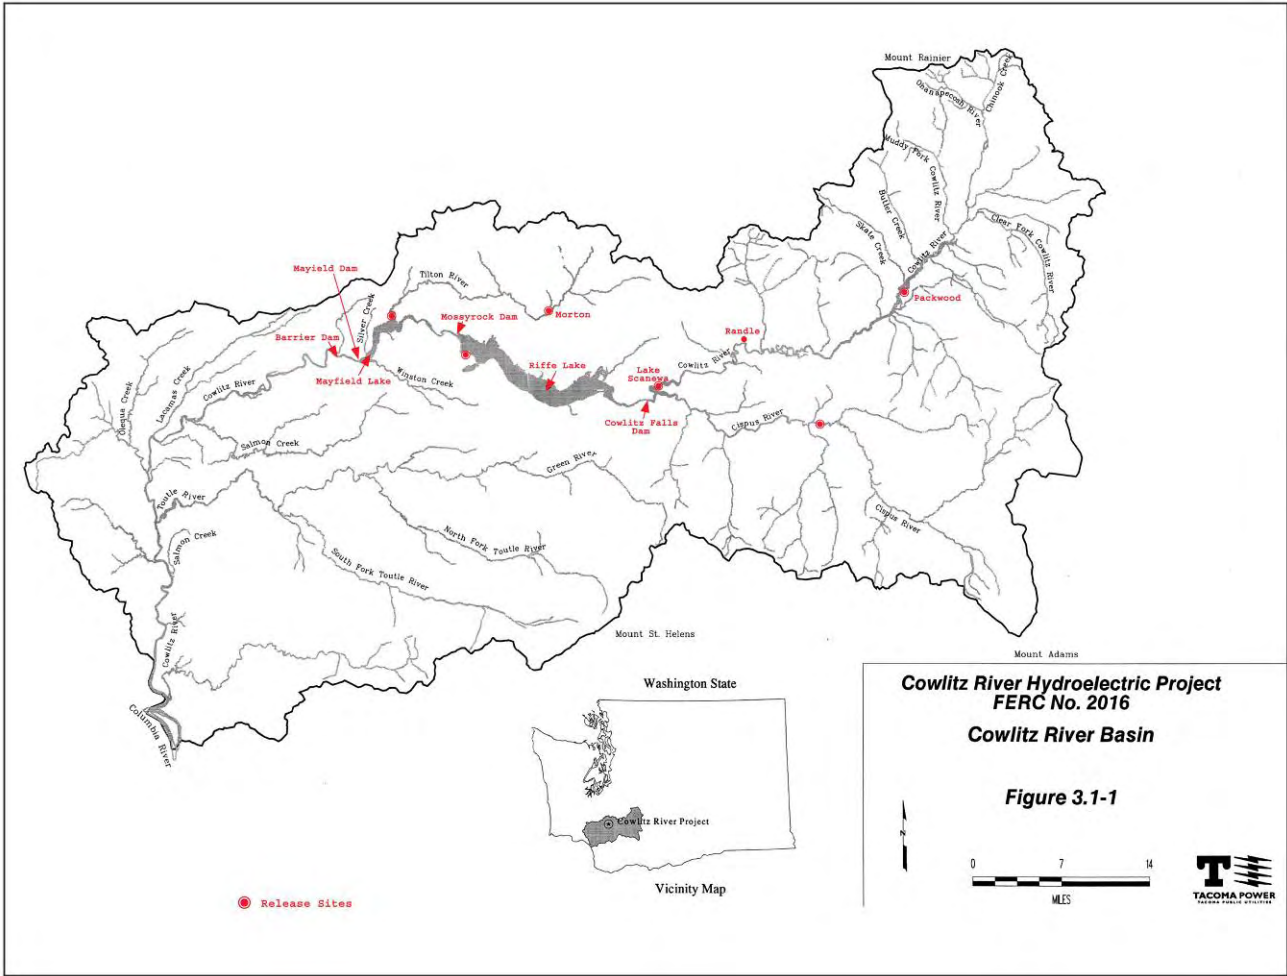 Mount Rainier
Ohanapecosh River
Chinook Creek
Muddy Fork Cowlitz River
Butler Creek
Skate Creek
Cowlitz River
Clear Fork Cowlitz River
Packwood
Mayield Dam
Tilton River
Silver Creek
Mossyrock Dam
Morton
Barrier Dam
Randle
Mayfield Lake
Winston Creek
Riffe Lake
Lake
Scanewa
Cowlitz River
Cowlitz Falls
Dam
Cispus River
Olequa Creek
Lacamas Creek
Cowlitz River
Salmon Creek
Green River
Toutle River
Cispus River
Salmon Creek
North Fork Toutle River
South Fork Toutle River
Cowlitz River
Columbia River
Mount St. Helens
Mount Adams
Washington State
Cowlitz River Project
Vicinity Map
Cowlitz River Hydroelectric Project
FERC No. 2016
Cowlitz River Basin
Figure 3.1-1
N
0 7 14
MILES
T
TACOMA POWER
TACOMA PUBLIC UTILITIES
Release Sites